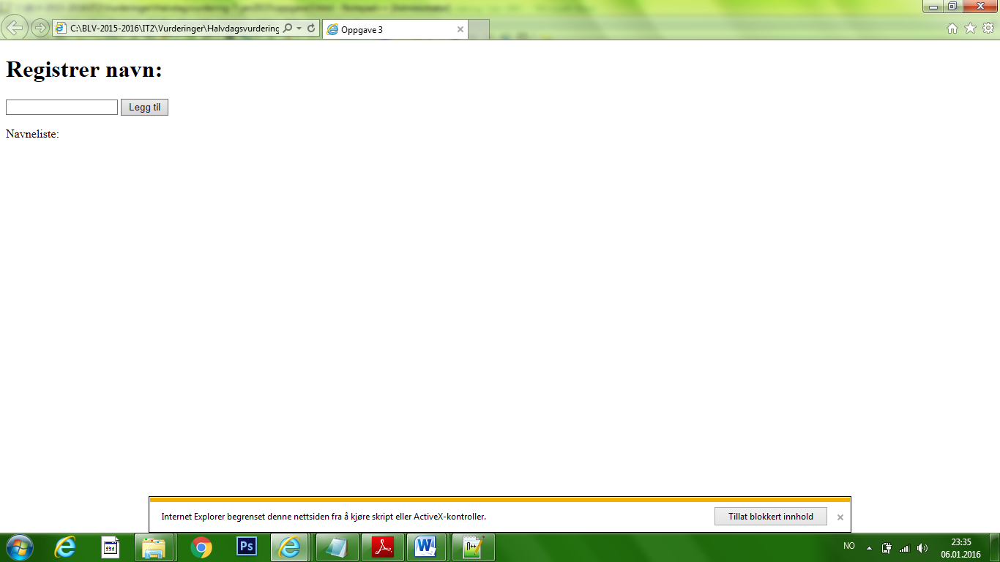 C:\BLV-2015-2016\IT2\Vurderinger\Halvdagsvurdering
Oppgave 3
Registrer navn:
Legg til
Navneliste:
Internet Explorer begrenset denne nettsiden fra å kjøre skript eller ActiveX-kontroller.
Tillat blokkert innhold
Ps
NO
23:35
06.01.2016